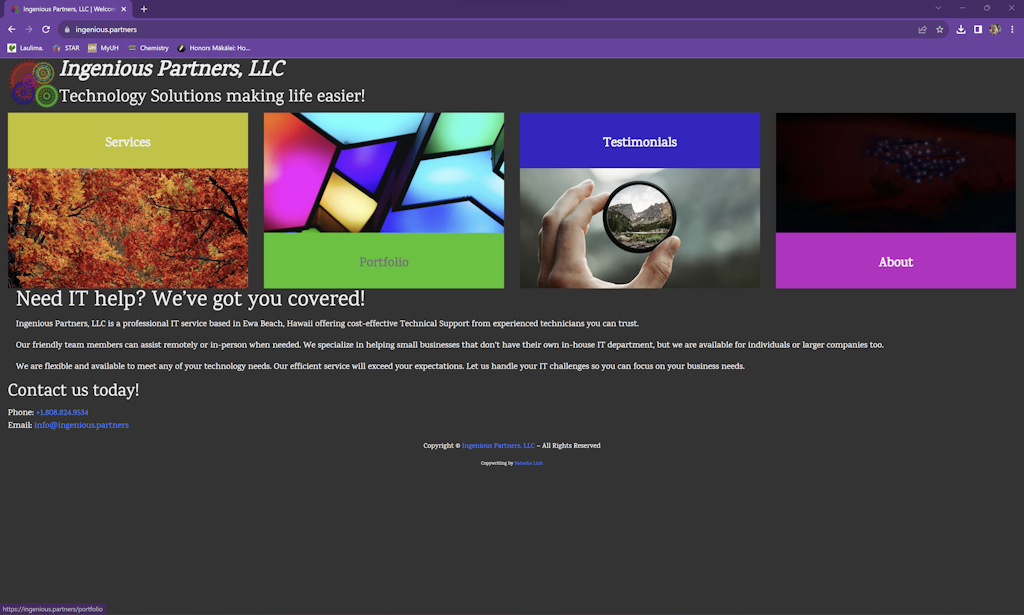 Ingenious Partners, LLC | Welcom
ingenious.partners
Laulima.
STAR
MyUH
Chemistry
Honors Mākālei: Ho...
Ingenious Partners, LLC
Technology Solutions making life easier!
Services
Portfolio
Testimonials
About
Need IT help? We've got you covered!
Ingenious Partners, LLC is a professional IT service based in Ewa Beach, Hawaii offering cost-effective Technical Support from experienced technicians you can trust.
Our friendly team members can assist remotely or in-person when needed. We specialize in helping small businesses that don't have their own in-house IT department, but we are available for individuals or larger companies too.
We are flexible and available to meet any of your technology needs. Our efficient service will exceed your expectations. Let us handle your IT challenges so you can focus on your business needs.
Contact us today!
Phone: +1.808.824.9534
Email: info@ingenious.partners
Copyright © Ingenious Partners, LLC – All Rights Reserved
Copywriting by Natasha Link
https://ingenious.partners/portfolio